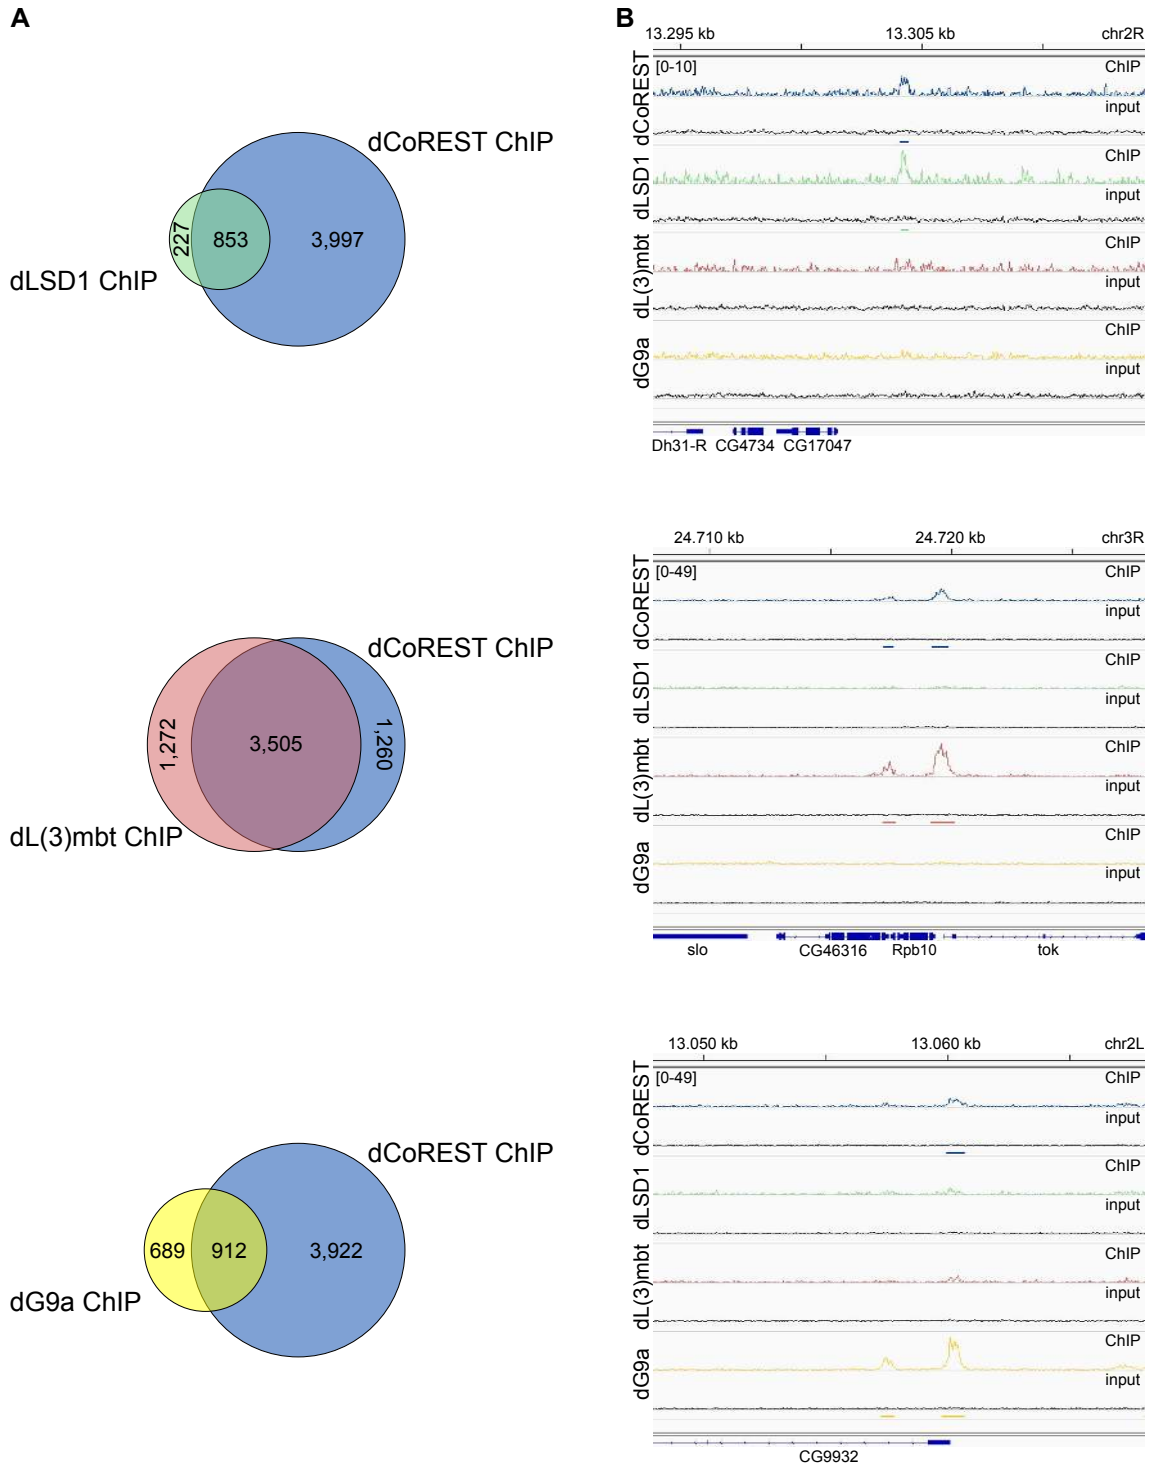 A
dCoREST ChIP
227
853
3,997
dLSD1 ChIP
dCoREST ChIP
1,272
3,505
1,260
dL(3)mbt ChIP
dCoREST ChIP
689
912
3,922
dG9a ChIP
B
13.295 kb 13.305 kb chr2R
dCoREST
[0-10] ChIP
input
dLSD1
ChIP
input
dL(3)mbt
ChIP
input
dG9a
ChIP
input
Dh31-R CG4734 CG17047
24.710 kb 24.720 kb chr3R
dCoREST
[0-49] ChIP
input
dLSD1
ChIP
input
dL(3)mbt
ChIP
input
dG9a
ChIP
input
slo CG46316 Rpb10 tok
13.050 kb 13.060 kb chr2L
dCoREST
[0-49] ChIP
input
dLSD1
ChIP
input
dL(3)mbt
ChIP
input
dG9a
ChIP
input
CG9932